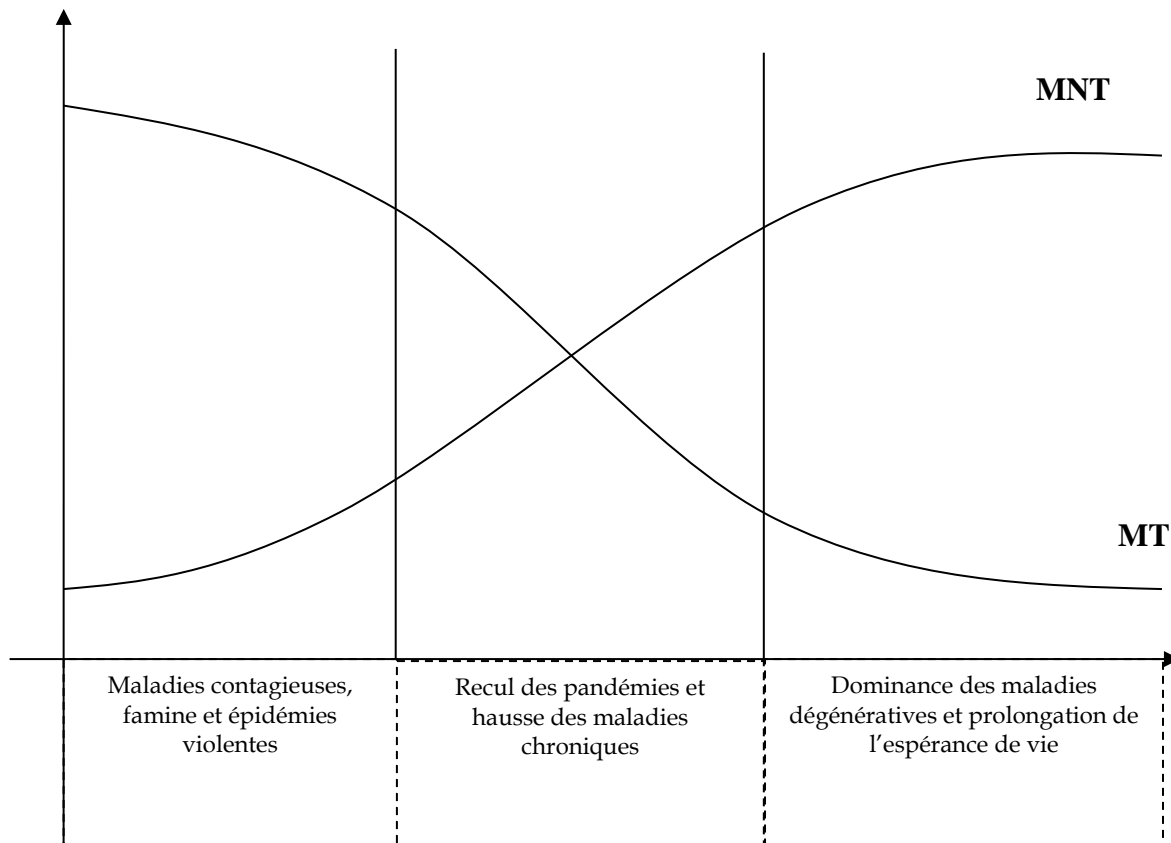 MNT
MT
Maladies contagieuses,
famine et épidémies
violentes
Recul des pandémies et
hausse des maladies
chroniques
Dominance des maladies
dégénératives et prolongation de
l'espérance de vie